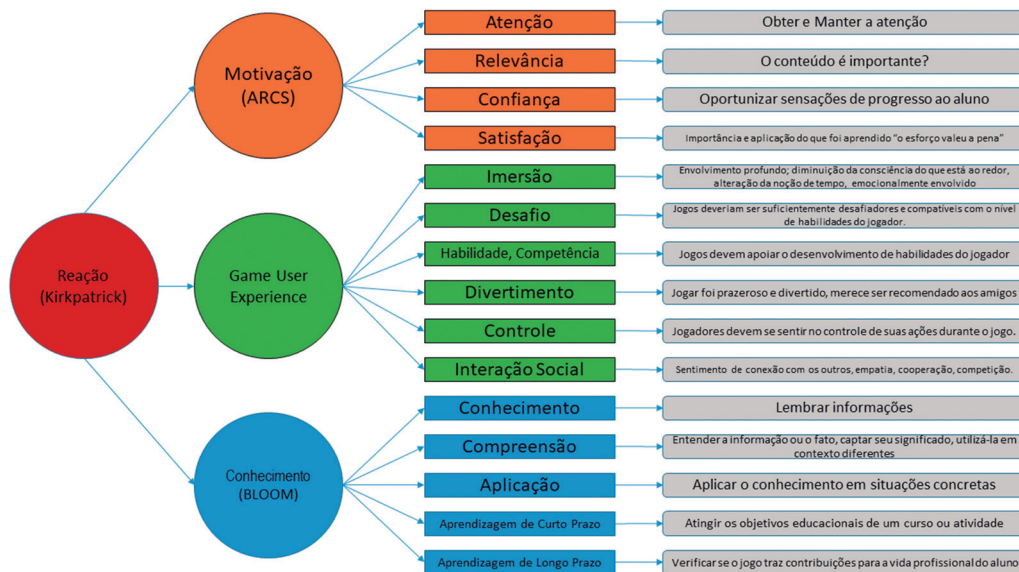 Reação
(Kirkpatrick)
Motivação
(ARCS)
Atenção
Obter e Manter a atenção
Relevância
O conteúdo é importante?
Confiança
Oportunizar sensações de progresso ao aluno
Satisfação
Importância e aplicação do que foi aprendido “o esforço valeu a pena”
Game User
Experience
Imersão
Envolvimento profundo; diminuição da consciência do que está ao redor,
alteração da noção de tempo, emocionalmente envolvido
Desafio
Jogos deveriam ser suficientemente desafiadores e compatíveis com o nível
de habilidades do jogador.
Habilidade, Competência
Jogos devem apoiar o desenvolvimento de habilidades do jogador
Divertimento
Jogar foi prazeroso e divertido, merece ser recomendado aos amigos
Controle
Jogadores devem se sentir no controle de suas ações durante o jogo.
Interação Social
Sentimento de conexão com os outros, empatia, cooperação, competição.
Conhecimento
(BLOOM)
Conhecimento
Lembrar informações
Compreensão
Entender a informação ou o fato, captar seu significado, utilizá-la em
contexto diferentes
Aplicação
Aplicar o conhecimento em situações concretas
Aprendizagem de Curto Prazo
Atingir os objetivos educacionais de um curso ou atividade
Aprendizagem de Longo Prazo
Verificar se o jogo traz contribuições para a vida profissional do aluno